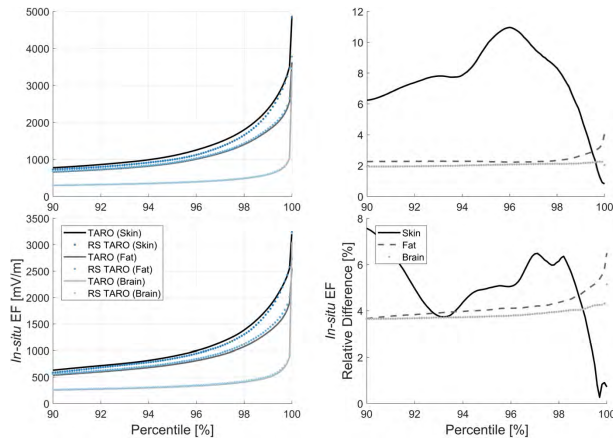 5000
4000
3000
2000
1000
0
90 92 94 96 98 100
12
10
8
6
4
2
0
90 92 94 96 98 100
In-situ EF [mV/m]
3500
3000
2500
2000
1500
1000
500
0
TARO (Skin)
RS TARO (Skin)
TARO (Fat)
RS TARO (Fat)
TARO (Brain)
RS TARO (Brain)
90 92 94 96 98 100
Percentile [%]
In-situ EF
Relative Difference [%]
8
6
4
2
0
Skin
Fat
Brain
90 92 94 96 98 100
Percentile [%]